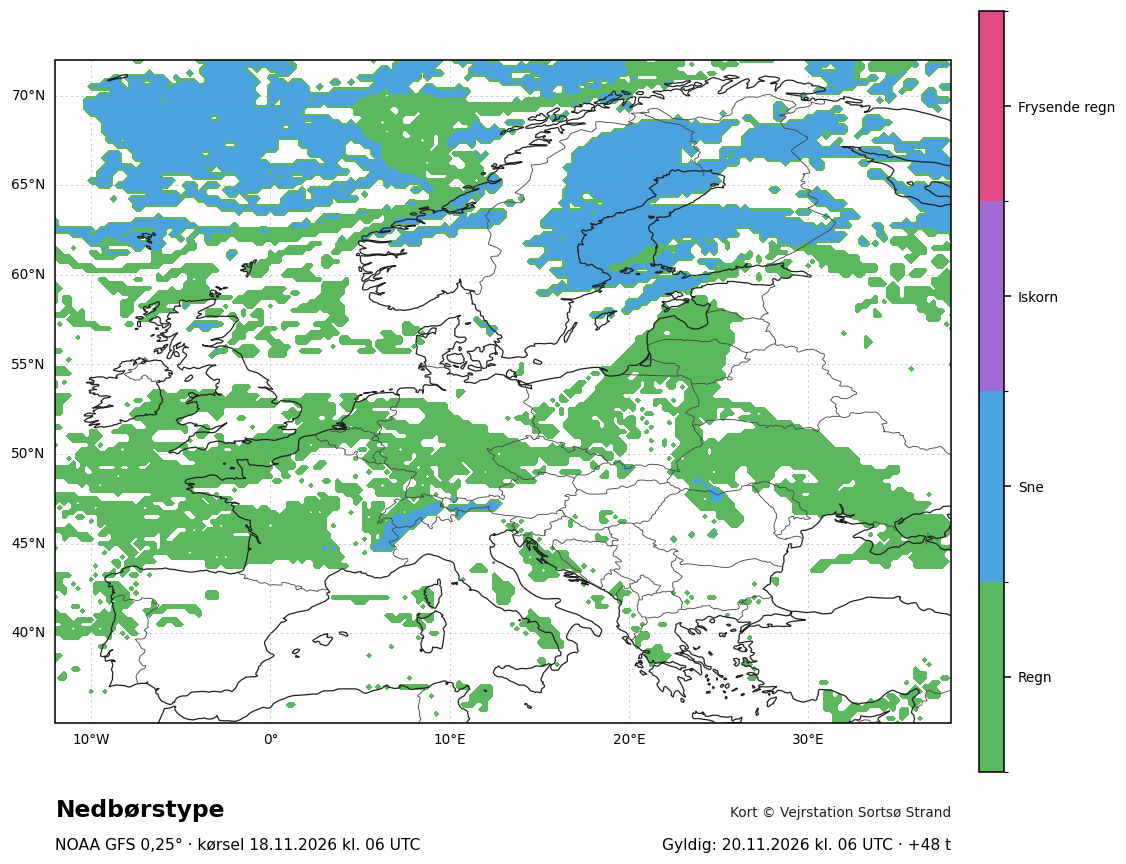 70°N
65°N
60°N
55°N
50°N
45°N
40°N
10°W
0°
10°E
20°E
30°E
Frysende regn
Iskorn
Sne
Regn
Nedbørstype
Kort © Vejrstation Sortsø Strand
NOAA GFS 0,25° · kørsel 18.11.2026 kl. 06 UTC
Gyldig: 20.11.2026 kl. 06 UTC · +48 t